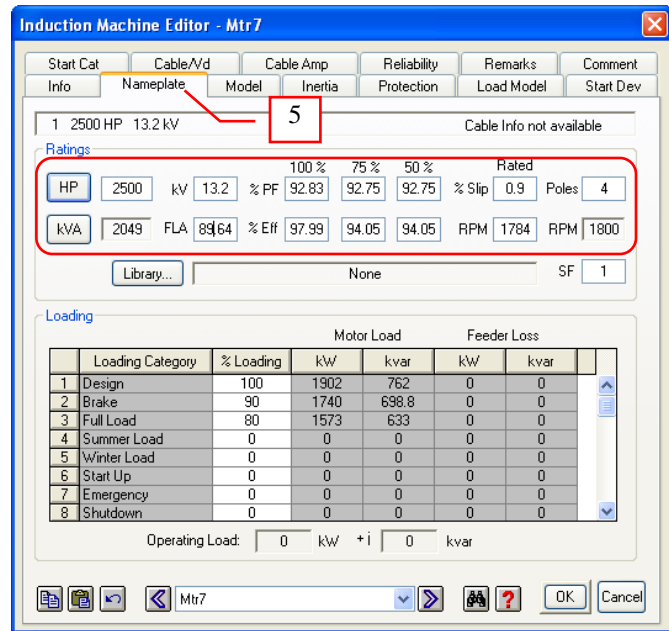 Induction Machine Editor - Mtr7
Start Cat Cable/Vd Cable Amp Reliability Remarks Comment
Info Nameplate Model Inertia Protection Load Model Start Dev
5
1 2500 HP 13.2 kV Cable Info not available
Ratings
100 % 75 % 50 % Rated
HP 2500 kV 13.2 % PF 92.83 92.75 92.75 % Slip 0.9 Poles 4
kVA 2049 FLA 89.64 % Eff 97.99 94.05 94.05 RPM 1784 RPM 1800
Library... None SF 1
Loading
Motor Load Feeder Loss
Loading Category % Loading kW kvar kW kvar
1 Design 100 1902 762 0 0
2 Brake 90 1740 698.8 0 0
3 Full Load 80 1573 633 0 0
4 Summer Load 0 0 0 0 0
5 Winter Load 0 0 0 0 0
6 Start Up 0 0 0 0 0
7 Emergency 0 0 0 0 0
8 Shutdown 0 0 0 0 0
Operating Load: 0 kW + i 0 kvar
Mtr7 ? OK Cancel